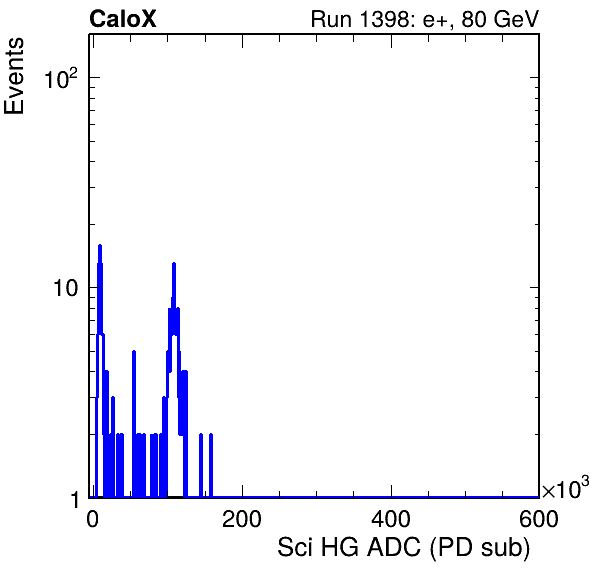 CaloX Run 1398: e+, 80 GeV
Events
10²
10
1
0 200 400 600
×10³
Sci HG ADC (PD sub)